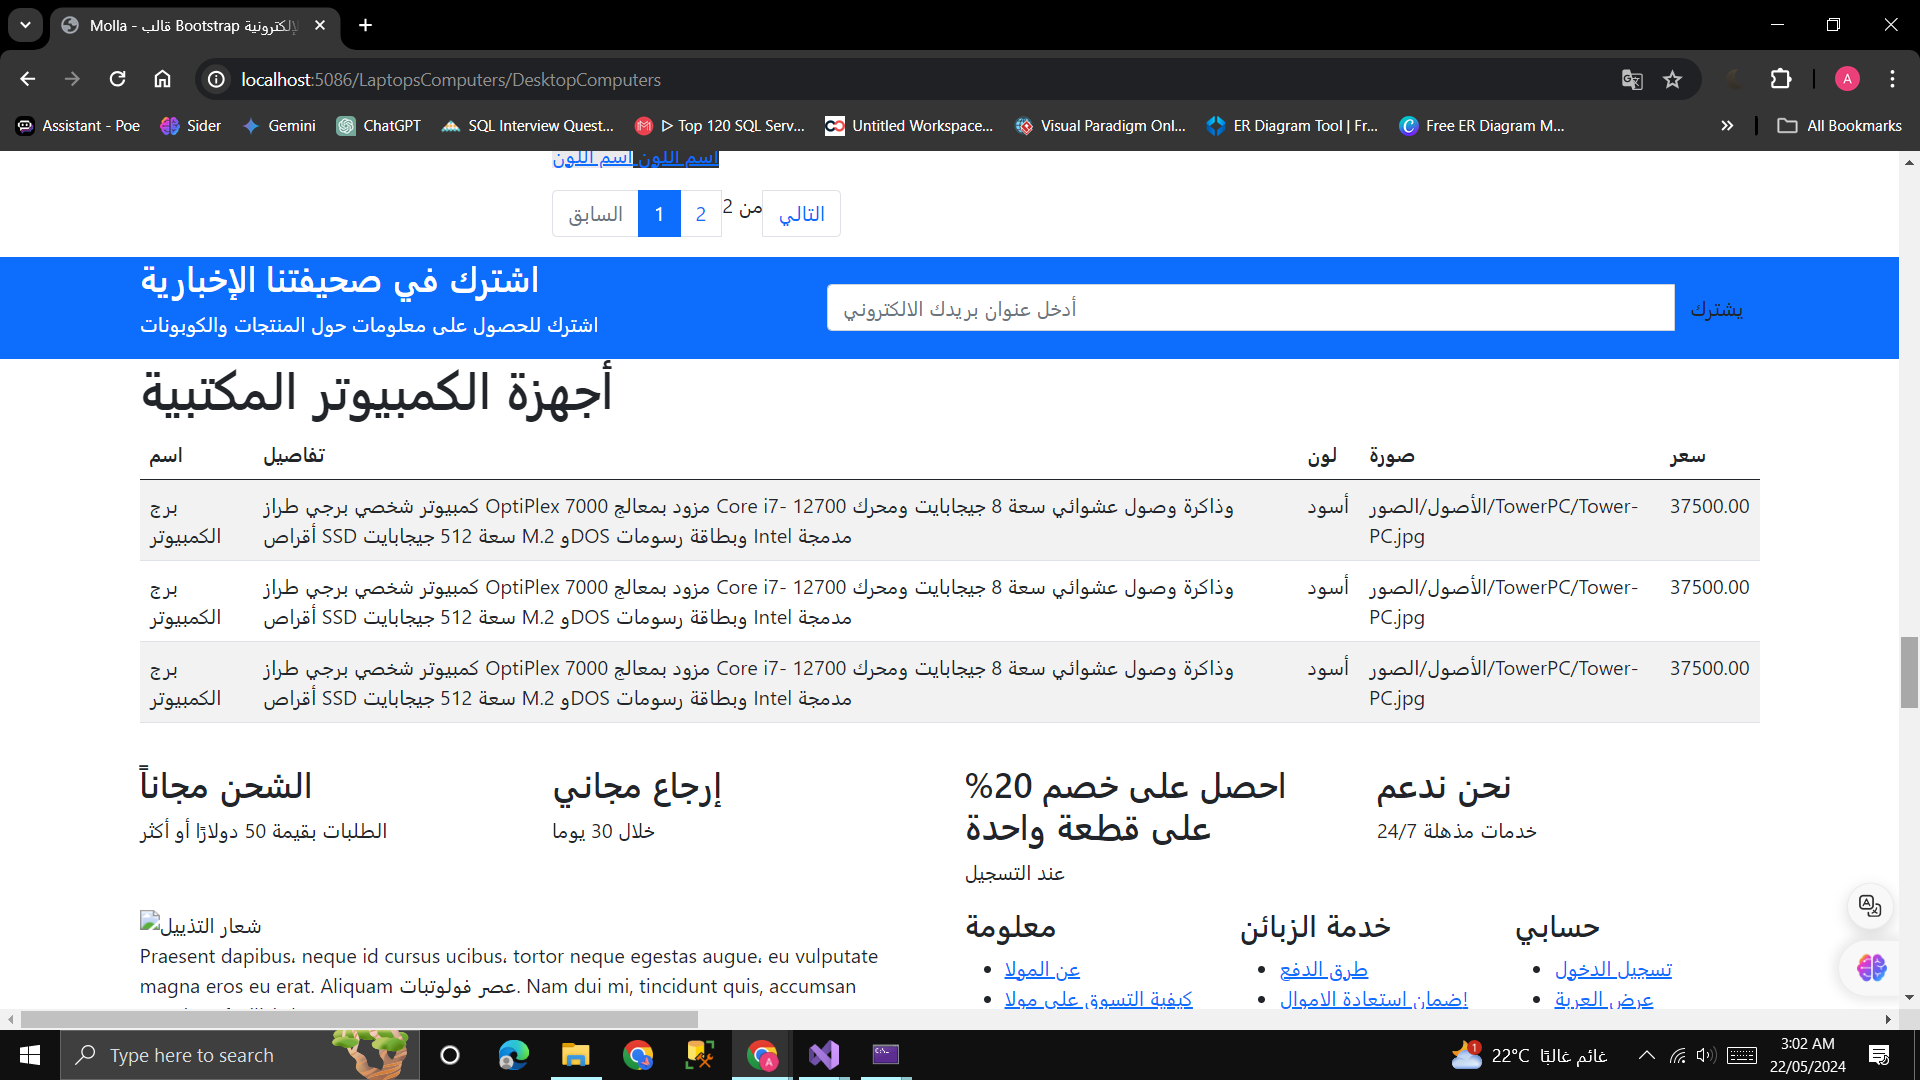 Molla - قالب Bootstrap
localhost:5086/LaptopsComputers/DesktopComputers
A
Assistant - Poe
Sider
Gemini
ChatGPT
SQL Interview Quest...
Top 120 SQL Serv...
Untitled Workspace...
Visual Paradigm Onl...
ER Diagram Tool | Fr...
Free ER Diagram M...
All Bookmarks
اسم اللون اسم اللون
السابق
1
2
من 2
التالي
اشترك في صحيفتنا الإخبارية
اشترك للحصول على معلومات حول المنتجات والكوبونات
أدخل عنوان بريدك الالكتروني
يشترك
أجهزة الكمبيوتر المكتبية
اسم تفاصيل لون صورة سعر
برج الكمبيوتر
كمبيوتر شخصي برجي طراز OptiPlex 7000 مزود بمعالج Core i7- 12700 وذاكرة وصول عشوائي سعة 8 جيجابايت ومحرك
أقراص SSD سعة 512 جيجابايت M.2 وDOS وبطاقة رسومات Intel مدمجة
أسود
الأصول/الصور/TowerPC/Tower-
PC.jpg
37500.00
برج الكمبيوتر
كمبيوتر شخصي برجي طراز OptiPlex 7000 مزود بمعالج Core i7- 12700 وذاكرة وصول عشوائي سعة 8 جيجابايت ومحرك
أقراص SSD سعة 512 جيجابايت M.2 وDOS وبطاقة رسومات Intel مدمجة
أسود
الأصول/الصور/TowerPC/Tower-
PC.jpg
37500.00
برج الكمبيوتر
كمبيوتر شخصي برجي طراز OptiPlex 7000 مزود بمعالج Core i7- 12700 وذاكرة وصول عشوائي سعة 8 جيجابايت ومحرك
أقراص SSD سعة 512 جيجابايت M.2 وDOS وبطاقة رسومات Intel مدمجة
أسود
الأصول/الصور/TowerPC/Tower-
PC.jpg
37500.00
الشحن مجاناً
الطلبات بقيمة 50 دولارًا أو أكثر
إرجاع مجاني
خلال 30 يوما
احصل على خصم 20%
على قطعة واحدة
عند التسجيل
نحن ندعم
خدمات مذهلة 24/7
شعار التذييل
Praesent dapibus، neque id cursus ucibus، tortor neque egestas augue، eu vulputate
magna eros eu erat. Aliquam عصر فولوتبات. Nam dui mi, tincidunt quis, accumsan
معلومة
عن المولا
كيفية التسوق على مولا
خدمة الزبائن
طرق الدفع
ضمان استعادة الاموال!
حسابي
تسجيل الدخول
عرض العربة
Type here to search
1
22°C غائم غالبًا
3:02 AM
22/05/2024